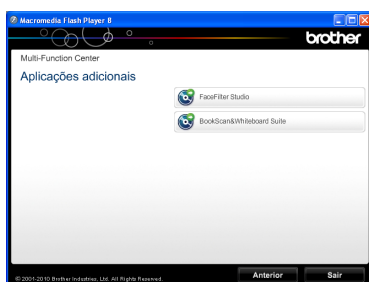 Macromedia Flash Player 8
brother
Multi-Function Center
Aplicações adicionais
FaceFilter Studio
BookScan&Whiteboard Suite
© 2001-2010 Brother Industries, Ltd. All Rights Reserved.
Anterior
Sair